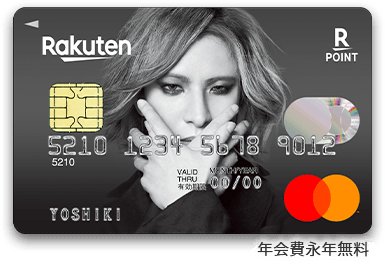 Rakuten
R
POINT
5210 1234 5678 9012
5210
MONTH/YEAR
VALID
THRU
有効期限
00/00
YOSHIKI
年会費永年無料